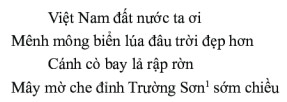 Việt Nam đất nước ta ơi
Mênh mông biển lúa đâu trời đẹp hơn
Cánh cò bay lả rập rờn
Mây mờ che đỉnh Trường Sơn¹ sớm chiều